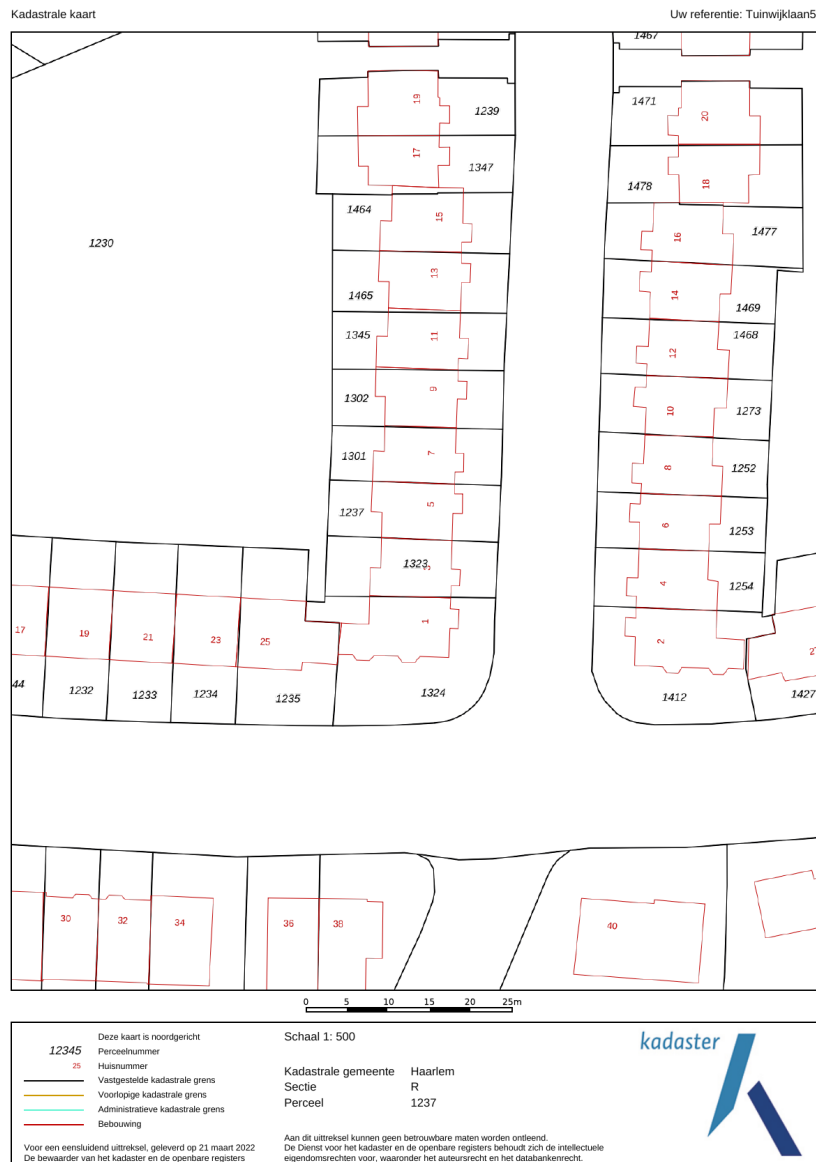 Kadastrale kaart
Uw referentie: Tuinwijklaan5
1467
19
1239
1471
20
17
1347
1478
18
1464
15
16
1477
1230
13
1465
14
1469
1345
11
12
1468
1302
9
10
1273
1301
7
8
1252
1237
5
6
1253
1323
4
1254
17
19
21
23
25
1
2
2
44
1232
1233
1234
1235
1324
1412
1427
30
32
34
36
38
40
0 5 10 15 20 25m
Deze kaart is noordgericht
12345 Perceelnummer
25 Huisnummer
Vastgestelde kadastrale grens
Voorlopige kadastrale grens
Administratieve kadastrale grens
Bebouwing
Voor een eensluidend uittreksel, geleverd op 21 maart 2022
De bewaarder van het kadaster en de openbare registers
Schaal 1: 500
Kadastrale gemeente Haarlem
Sectie R
Perceel 1237
Aan dit uittreksel kunnen geen betrouwbare maten worden ontleend.
De Dienst voor het kadaster en de openbare registers behoudt zich de intellectuele
eigendomsrechten voor, waaronder het auteursrecht en het databankenrecht.
kadaster